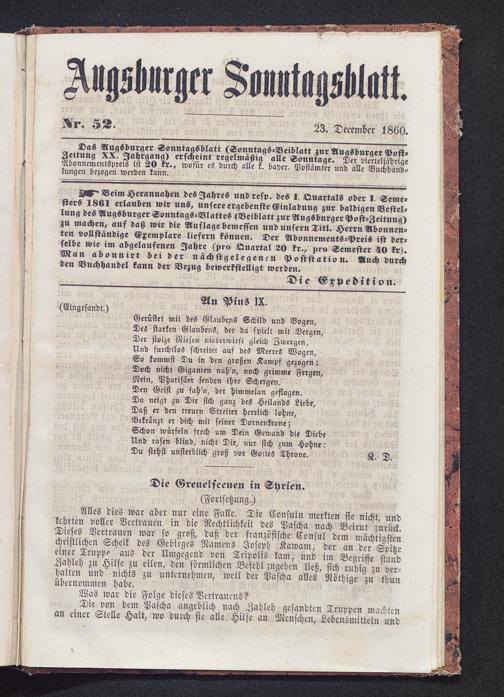 Augsburger Sonntagsblatt.
Nr. 52.
23. December 1860.
Das Augsburger Sonntagsblatt (Sonntags-Beiblatt zur Augsburger Post-
Zeitung XX. Jahrgang) erscheint regelmäßig alle Sonntage. Der vierteljährige
Abonnementspreis ist 20 kr., wofür es durch alle k. bayer. Postämter und alle Buchhand-
lungen bezogen werden kann.
☛ Beim Herannahen des Jahres und resp. des I. Quartals oder I. Seme-
sters 1861 erlauben wir uns, unsere ergebenste Einladung zur baldigen Bestel-
lung des Augsburger Sonntags-Blattes (Beiblatt zur Augsburger Post-Zeitung)
zu machen, auf daß wir die Auflage bemessen und unsern Titl. Herrn Abonnen-
ten vollständige Exemplare liefern können. Der Abonnements-Preis ist der-
selbe wie im abgelaufenen Jahre (pro Quartal 20 kr., pro Semester 40 kr.).
Man abonnirt bei der nächstgelegenen Poststation. Auch durch
den Buchhandel kann der Bezug bewerkstelligt werden.
Die Expedition.
An Pius IX.
(Eingesandt.)
Gerüstet mit des Glaubens Schild und Bogen,
Des starken Glaubens, der da spielt mit Bergen,
Der stolze Riesen niederwirft gleich Zwergen,
Und furchtlos schreitet auf des Meeres Wogen,
So kommst Du in den großen Kampf gezogen;
Doch nicht Giganten nah'n, noch grimme Fergen,
Nein, Pharisäer senden ihre Schergen,
Den Geist zu fah'n, der himmelan geflogen.
Da neigt zu Dir sich ganz des Heilands Liebe,
Daß er den treuen Streiter herrlich lohne,
Bekränzt er dich mit seiner Dornenkrone;
Schon würfeln frech um Dein Gewand die Diebe
Und rasen blind, nicht Dir, nur sich zum Hohne;
Du stehst unsterblich groß vor Gottes Throne.
K. D.
Die Greuelscenen in Syrien.
(Fortsetzung.)
Alles dies war aber nur eine Falle. Die Consuln merkten sie nicht, und
kehrten voller Vertrauen in die Rechtlichkeit des Pascha nach Beirut zurück.
Dieses Vertrauen war so groß, daß der französische Consul dem mächtigsten
christlichen Scheik des Gebirges Namens Joseph Kawam, der an der Spitze
einer Truppe aus der Umgegend von Tripolis kam, und im Begriffe stand
Zahleh zu Hilfe zu eilen, den förmlichen Befehl zugehen ließ, sich ruhig zu ver-
halten und nichts zu unternehmen, weil der Pascha alles Nöthige zu thun
übernommen habe.
Was war die Folge dieses Vertrauens?
Die von dem Pascha angeblich nach Zahleh gesandten Truppen machten
an einer Stelle Halt, wo durch sie alle Hilfe an Menschen, Lebensmitteln und